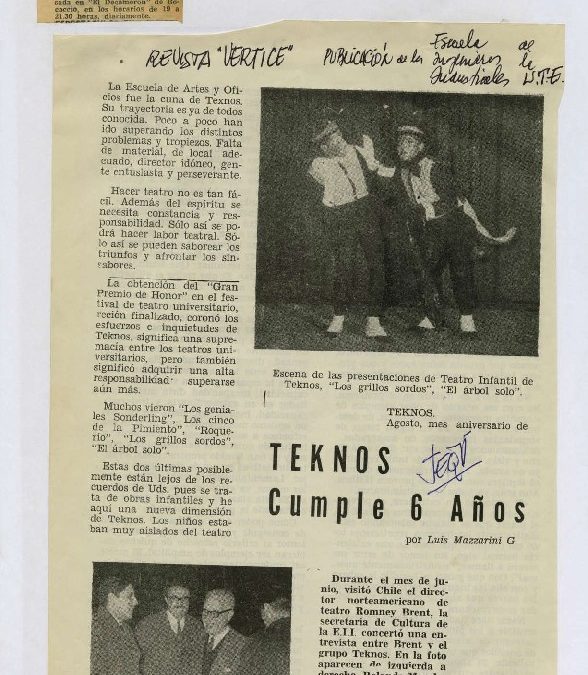 sada en "El Decameron" de Bo-
caccio, en los horarios de 19 a
21.30 horas, diariamente.
REVISTA "VERTICE" PUBLICACIÓN de la Escuela de
Ingenieros de la
Industriales U.T.E.
La Escuela de Artes y Ofi-
cios fue la cuna de Texnos.
Su trayectoria es ya de todos
conocida. Poco a poco han
ido superando los distintos
problemas y tropiezos. Falta
de material, de local ade-
cuado, director idóneo, gen-
te entusiasta y perseverante.
Hacer teatro no es tan fá-
cil. Además del espíritu se
necesita constancia y res-
ponsabilidad. Sólo así se po-
drá hacer labor teatral. Só-
lo así se pueden saborear los
triunfos y afrontar los sin-
sabores.
La obtención del "Gran
Premio de Honor" en el fes-
tival de teatro universitario,
recién finalizado, coronó los
esfuerzos e inquietudes de
Teknos, significa una supre-
macía entre los teatros uni-
versitarios, pero también
significó adquirir una alta
responsabilidad: superarse
aún más.
Muchos vieron "Los genia-
les Sonderling", Los cinco
de la Pimiento", "Roque-
río", "Los grillos sordos",
"El árbol solo".
Estas dos últimas posible-
mente están lejos de los re-
cuerdos de Uds. pues se tra-
ta de obras infantiles y he
aquí una nueva dimensión
de Teknos. Los niños esta-
ban muy aislados del teatro
Escena de las presentaciones de Teatro Infantil de
Teknos, "Los grillos sordos", "El árbol solo".
TEKNOS.
Agosto, mes aniversario de
TEKNOS
Cumple 6 Años
por Luis Mazzarini G
Durante el mes de ju-
nio, visitó Chile el direc-
tor norteamericano de
teatro Romney Brent, la
secretaria de Cultura de
la E.I.I. concertó una en-
trevista entre Brent y el
grupo Teknos. En la foto
aparecen de izquierda a